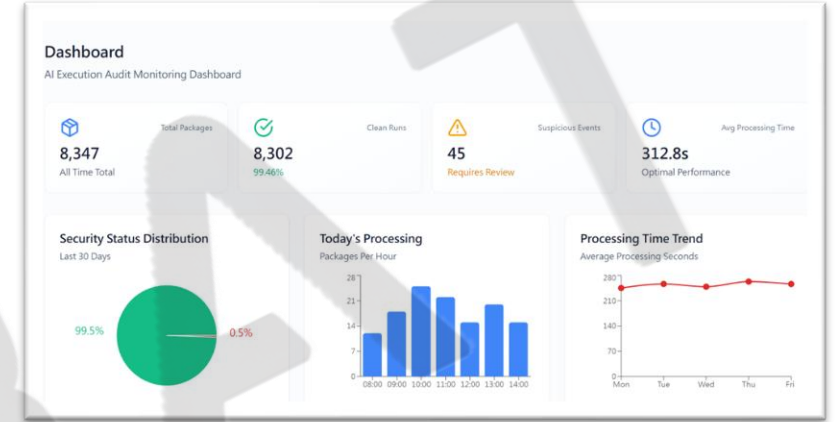 Dashboard
AI Execution Audit Monitoring Dashboard
Total Packages
8,347
All Time Total
Clean Runs
8,302
99.46%
Suspicious Events
45
Requires Review
Avg Processing Time
312.8s
Optimal Performance
Security Status Distribution
Last 30 Days
99.5%
0.5%
Today's Processing
Packages Per Hour
28
21
14
7
0
08:00 09:00 10:00 11:00 12:00 13:00 14:00
Processing Time Trend
Average Processing Seconds
280
210
140
70
0
Mon Tue Wed Thu Fri